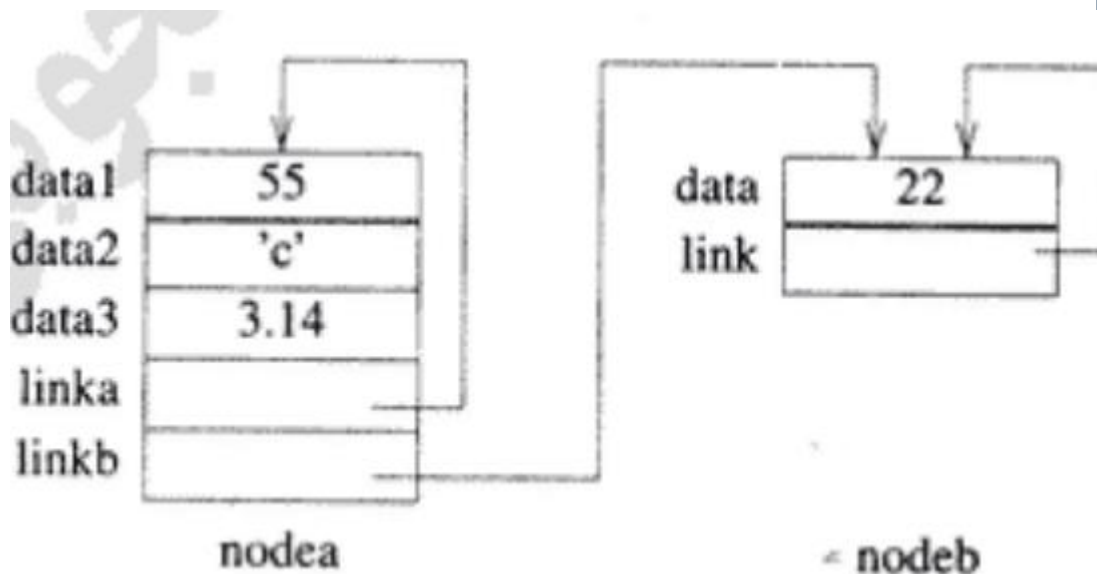 data1 55
data2 'c'
data3 3.14
linka
linkb
nodea
data 22
link
nodeb